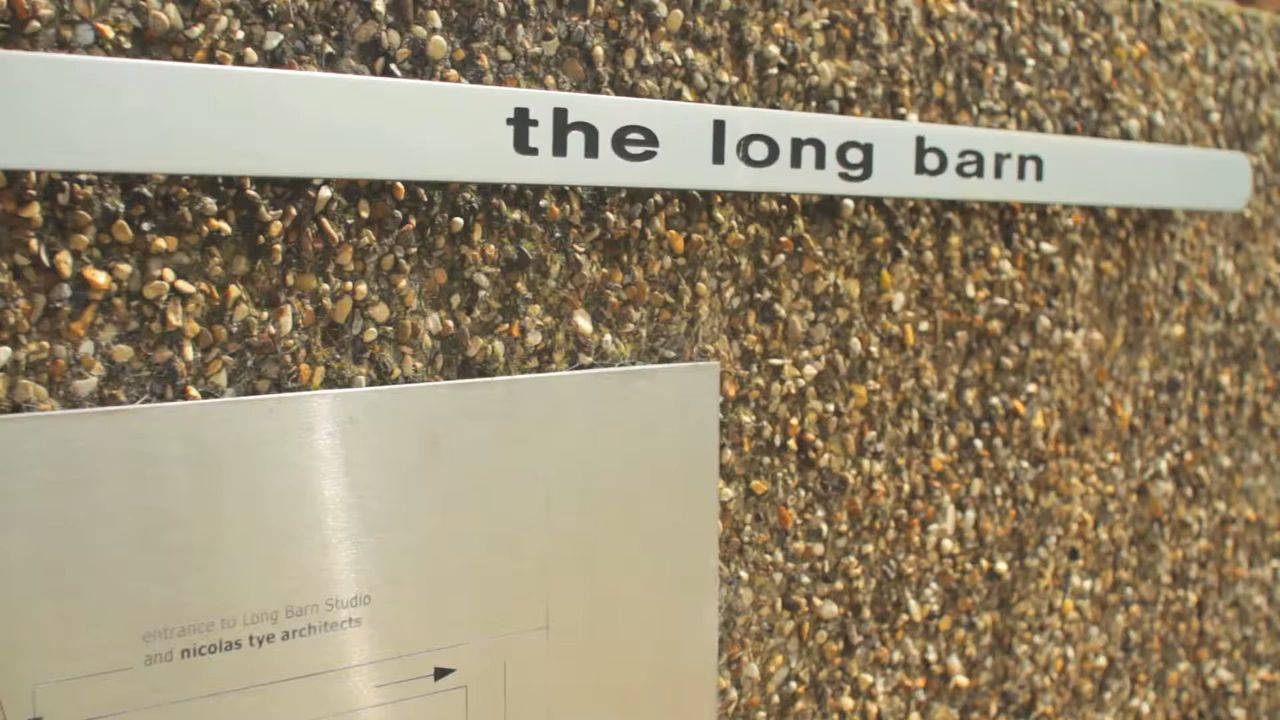 the long barn
entrance to Long Barn Studio
and nicolas tye architects